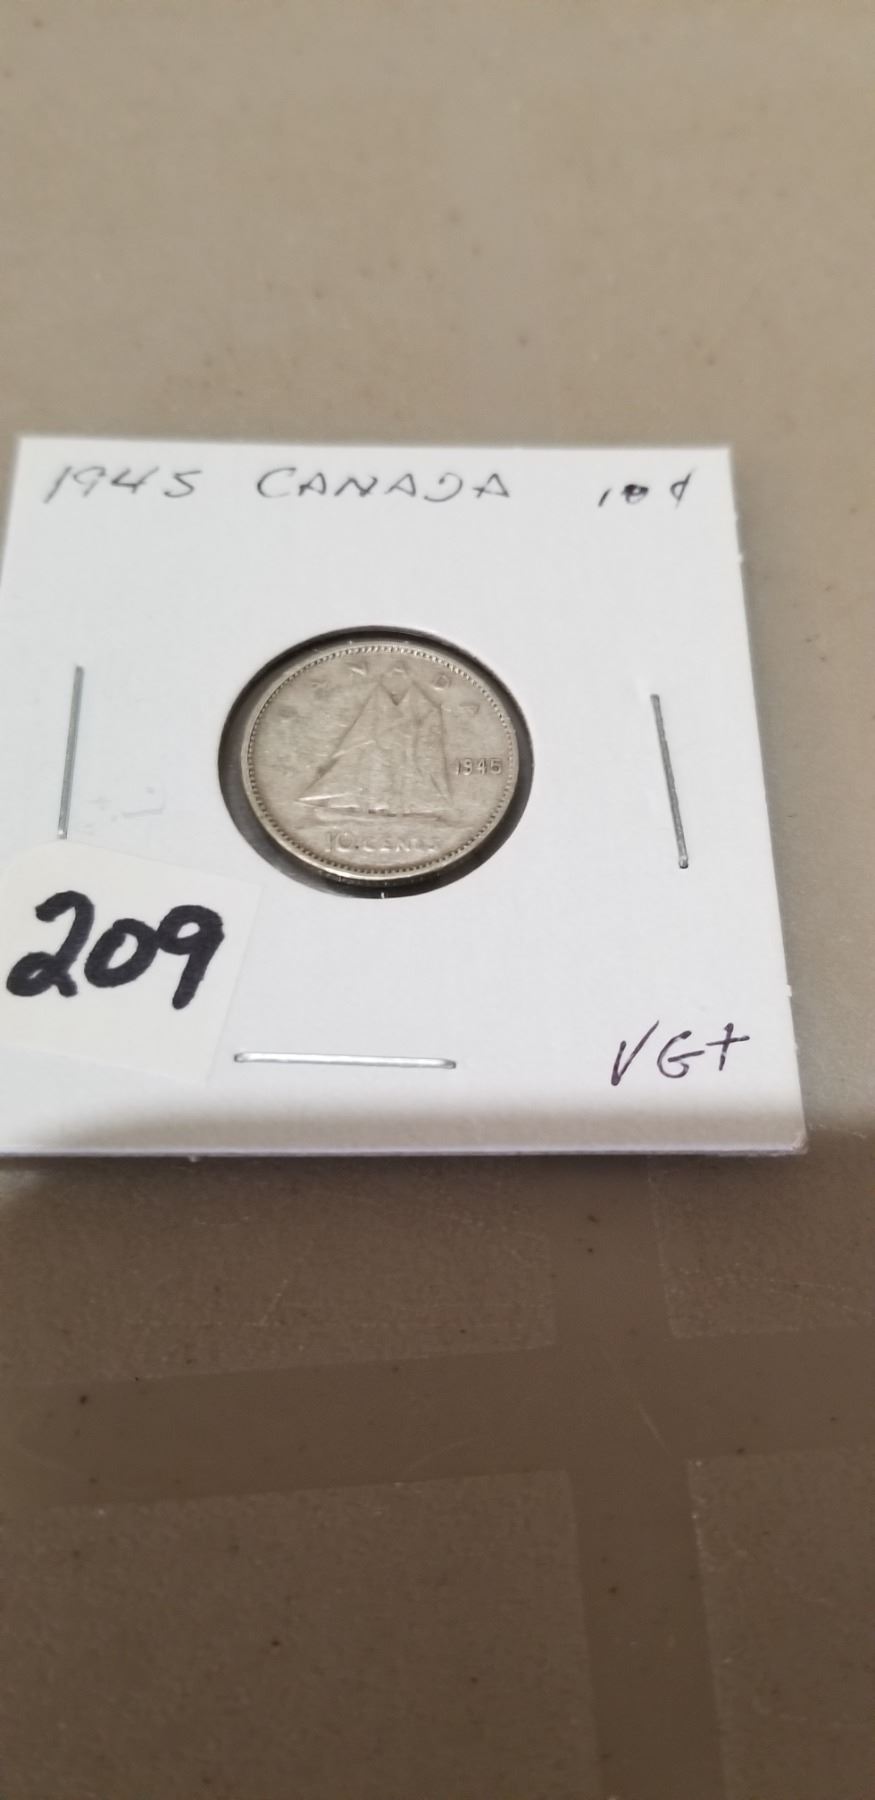 1945 CANADA 10¢
CANADA
1945
10 CENTS
209
VG+